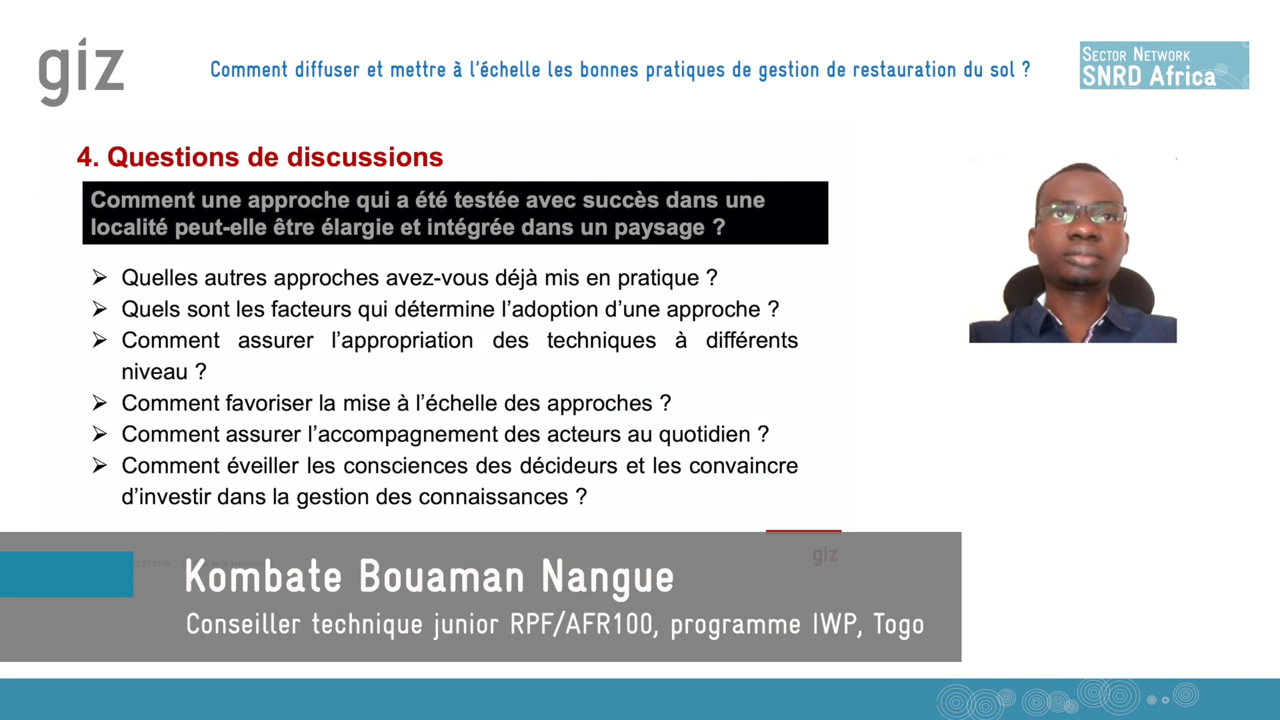 giz
Comment diffuser et mettre à l'échelle les bonnes pratiques de gestion de restauration du sol ?
SECTOR NETWORK
SNRD Africa
4. Questions de discussions
Comment une approche qui a été testée avec succès dans une
localité peut-elle être élargie et intégrée dans un paysage ?
➢ Quelles autres approches avez-vous déjà mis en pratique ?
➢ Quels sont les facteurs qui détermine l'adoption d'une approche ?
➢ Comment assurer l'appropriation des techniques à différents
niveau ?
➢ Comment favoriser la mise à l'échelle des approches ?
➢ Comment assurer l'accompagnement des acteurs au quotidien ?
➢ Comment éveiller les consciences des décideurs et les convaincre
d'investir dans la gestion des connaissances ?
giz
Kombate Bouaman Nangue
Conseiller technique junior RPF/AFR100, programme IWP, Togo